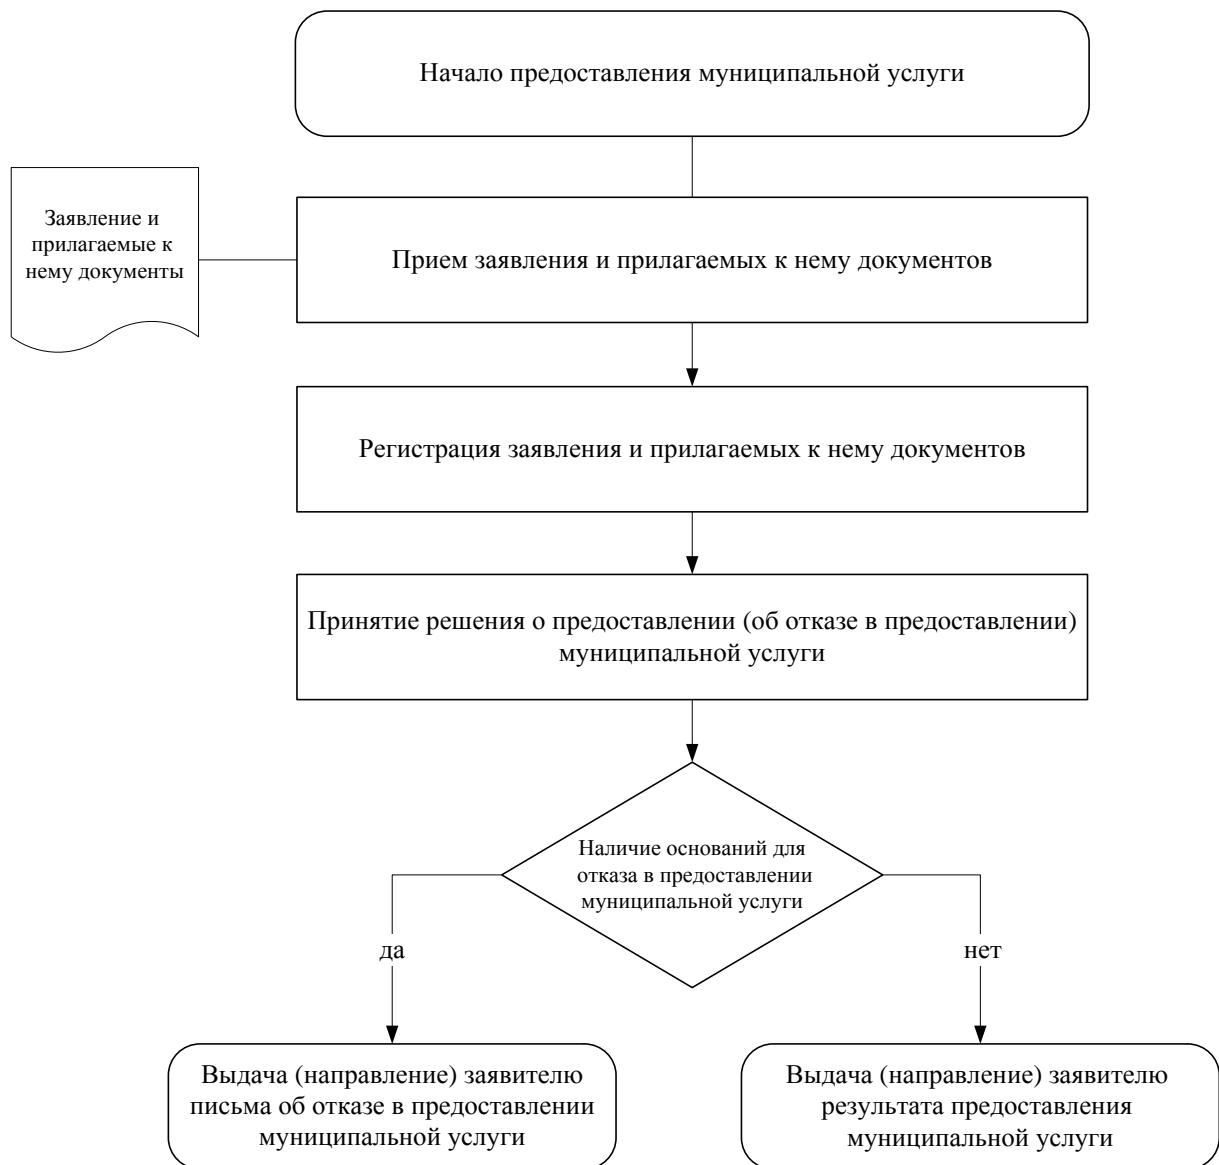 Начало предоставления муниципальной услуги
Заявление и
прилагаемые к
нему документы
Прием заявления и прилагаемых к нему документов
Регистрация заявления и прилагаемых к нему документов
Принятие решения о предоставлении (об отказе в предоставлении)
муниципальной услуги
Наличие оснований для
отказа в предоставлении
муниципальной услуги
да
нет
Выдача (направление) заявителю
письма об отказе в предоставлении
муниципальной услуги
Выдача (направление) заявителю
результата предоставления
муниципальной услуги